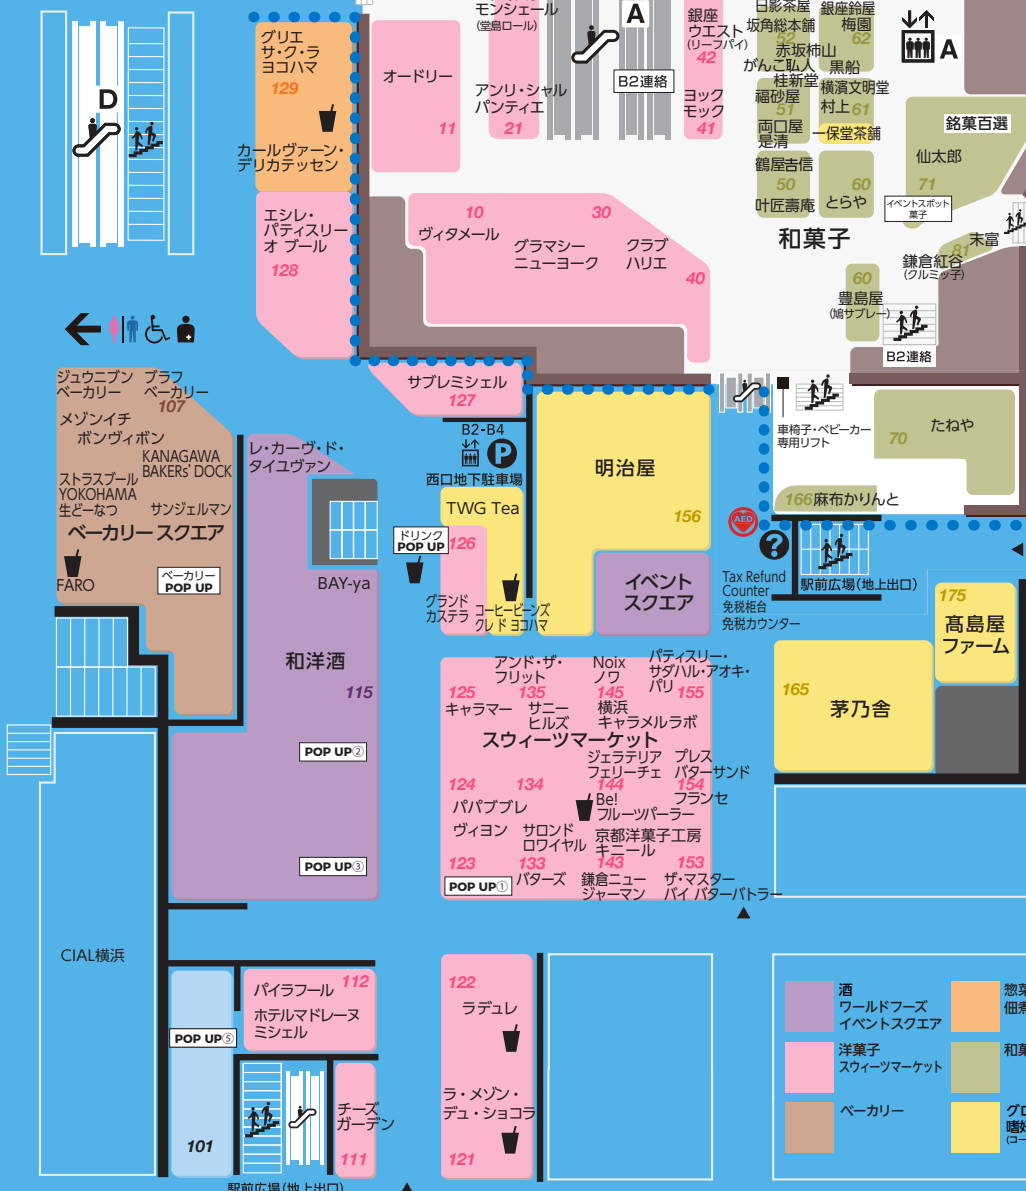 モンシェール
(堂島ロール)
オードリー
11
アンリ・シャル
パンティエ
21
A
B2連絡
銀座
ウエスト
(リーフパイ)
42
ヨック
モック
41
日影茶屋
坂角総本舗
52
赤坂柿山
がんこ弘人
桂新堂
福砂屋
51
両口屋
是清
鶴屋吉信
50
叶匠壽庵
銀座鈴屋
梅園
62
黒船
横濱文明堂
村上
61
一保堂茶舗
60
とらや
和菓子
A
銘菓百選
仙太郎
71
イベントスポット
菓子
末富
81
鎌倉紅谷
(クルミッ子)
60
豊島屋
(鳩サブレー)
B2連絡
グリエ
サ・ク・ラ
ヨコハマ
129
カールヴァーン・
デリカテッセン
D
エシレ・
パティスリー
オ ブール
128
10
ヴィタメール
30
グラマシー
ニューヨーク
クラブ
ハリエ
40
ジュウニブン
ベーカリー
ブラフ
ベーカリー
107
メゾンイチ
ボンヴィボン
KANAGAWA
BAKERS' DOCK
ストラスブール
YOKOHAMA
生どーなつ
サンジェルマン
ベーカリースクエア
FARO
ベーカリー
POP UP
サブレミシェル
127
B2-B4
P
西口地下駐車場
レ・カーヴ・ド・
タイユヴァン
TWG Tea
ドリンク
POP UP
126
グランド
カステラ
コーヒービーンズ
クレ ド ヨコハマ
BAY-ya
明治屋
156
イベント
スクエア
車椅子・ベビーカー
専用リフト
70
たねや
166麻布かりんと
AED
?
Tax Refund
Counter
免税柜台
免税カウンター
駅前広場(地上出口)
175
髙島屋
ファーム
165
茅乃舎
和洋酒
115
POP UP②
POP UP③
アンド・ザ・
フリット
Noix
ノワ
パティスリー・
サダハル・アオキ・
パリ
125
135
145
155
キャラマー
サニー
ヒルズ
横浜
キャラメルラボ
スウィーツマーケット
ジェラテリア
フェリーチェ
プレス
バターサンド
124
134
144
154
パパブブレ
Be!
フルーツパーラー
フランセ
ヴィヨン
サロンド
ロワイヤル
京都洋菓子工房
キニール
123
133
143
153
POP UP①
バターズ
鎌倉ニュー
ジャーマン
ザ・マスター
バイ バターバトラー
CIAL横浜
112
パイラフール
ホテルマドレーヌ
ミシェル
POP UP⑤
101
チーズ
ガーデン
111
駅前広場(地上出口)
122
ラデュレ
ラ・メゾン・
デュ・ショコラ
121
酒
ワールドフーズ
イベントスクエア
洋菓子
スウィーツマーケット
ベーカリー
惣菜
佃煮
和菓
グロ
嗜好
(コー